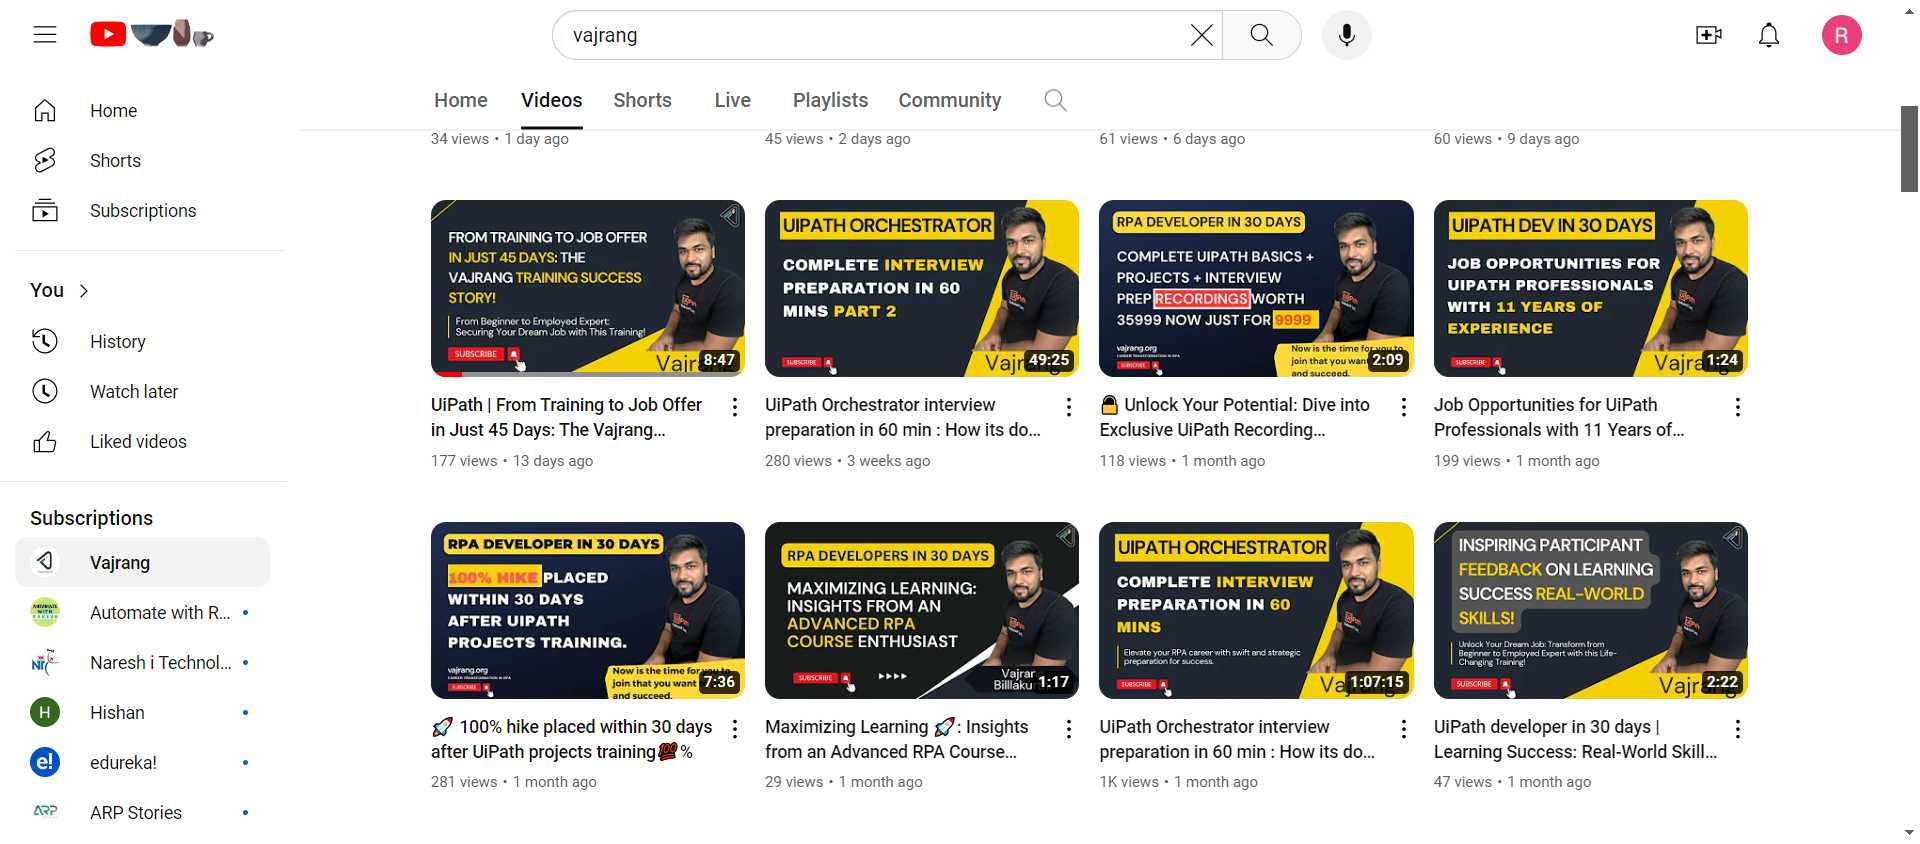 vajrang
R
Home
Shorts
Subscriptions
You
History
Watch later
Liked videos
Subscriptions
Vajrang
Automate with R...
Naresh i Technol...
H Hishan
e! edureka!
ARP ARP Stories
Home Videos Shorts Live Playlists Community
34 views • 1 day ago
45 views • 2 days ago
61 views • 6 days ago
60 views • 9 days ago
FROM TRAINING TO JOB OFFER
IN JUST 45 DAYS: THE
VAJRANG TRAINING SUCCESS
STORY!
From Beginner to Employed Expert:
Securing Your Dream Job with This Training!
SUBSCRIBE
8:47
UiPath | From Training to Job Offer
in Just 45 Days: The Vajrang...
177 views • 13 days ago
UIPATH ORCHESTRATOR
COMPLETE INTERVIEW
PREPARATION IN 60
MINS PART 2
SUBSCRIBE
49:25
UiPath Orchestrator interview
preparation in 60 min : How its do...
280 views • 3 weeks ago
RPA DEVELOPER IN 30 DAYS
COMPLETE UIPATH BASICS +
PROJECTS + INTERVIEW
PREP RECORDINGS WORTH
35999 NOW JUST FOR 9999
vajrang.org
CAREER TRANSFORMATION IN RPA
SUBSCRIBE
Now is the time for you to
join that you want
and succeed.
2:09
🔒 Unlock Your Potential: Dive into
Exclusive UiPath Recording...
118 views • 1 month ago
UIPATH DEV IN 30 DAYS
JOB OPPORTUNITIES FOR
UIPATH PROFESSIONALS
WITH 11 YEARS OF
EXPERIENCE
SUBSCRIBE
1:24
Job Opportunities for UiPath
Professionals with 11 Years of...
199 views • 1 month ago
RPA DEVELOPER IN 30 DAYS
100% HIKE PLACED
WITHIN 30 DAYS
AFTER UIPATH
PROJECTS TRAINING.
vajrang.org
CAREER TRANSFORMATION IN RPA
SUBSCRIBE
Now is the time for you to
join that you want
and succeed.
7:36
🚀 100% hike placed within 30 days
after UiPath projects training💯%
281 views • 1 month ago
RPA DEVELOPERS IN 30 DAYS
MAXIMIZING LEARNING:
INSIGHTS FROM AN
ADVANCED RPA
COURSE ENTHUSIAST
SUBSCRIBE
1:17
Maximizing Learning 🚀: Insights
from an Advanced RPA Course...
29 views • 1 month ago
UIPATH ORCHESTRATOR
COMPLETE INTERVIEW
PREPARATION IN 60
MINS
Elevate your RPA career with swift and strategic
preparation for success.
SUBSCRIBE
1:07:15
UiPath Orchestrator interview
preparation in 60 min : How its do...
1K views • 1 month ago
INSPIRING PARTICIPANT
FEEDBACK ON LEARNING
SUCCESS REAL-WORLD
SKILLS!
Unlock Your Dream Job: Transform from
Beginner to Employed Expert with this Life-
Changing Training!
SUBSCRIBE
2:22
UiPath developer in 30 days |
Learning Success: Real-World Skill...
47 views • 1 month ago